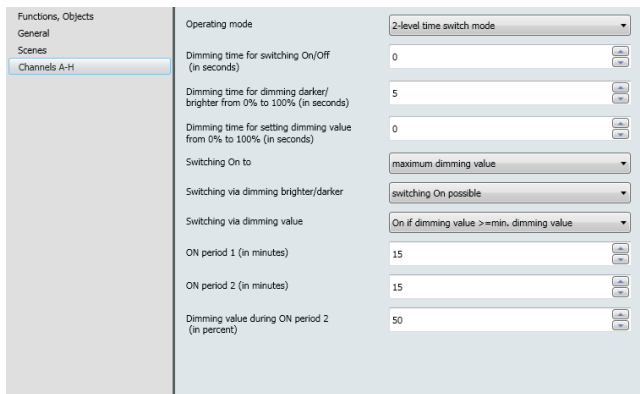 Functions, Objects
General
Scenes
Channels A-H
Operating mode
2-level time switch mode
Dimming time for switching On/Off
(in seconds)
0
Dimming time for dimming darker/
brighter from 0% to 100% (in seconds)
5
Dimming time for setting dimming value
from 0% to 100% (in seconds)
0
Switching On to
maximum dimming value
Switching via dimming brighter/darker
switching On possible
Switching via dimming value
On if dimming value >=min. dimming value
ON period 1 (in minutes)
15
ON period 2 (in minutes)
15
Dimming value during ON period 2
(in percent)
50